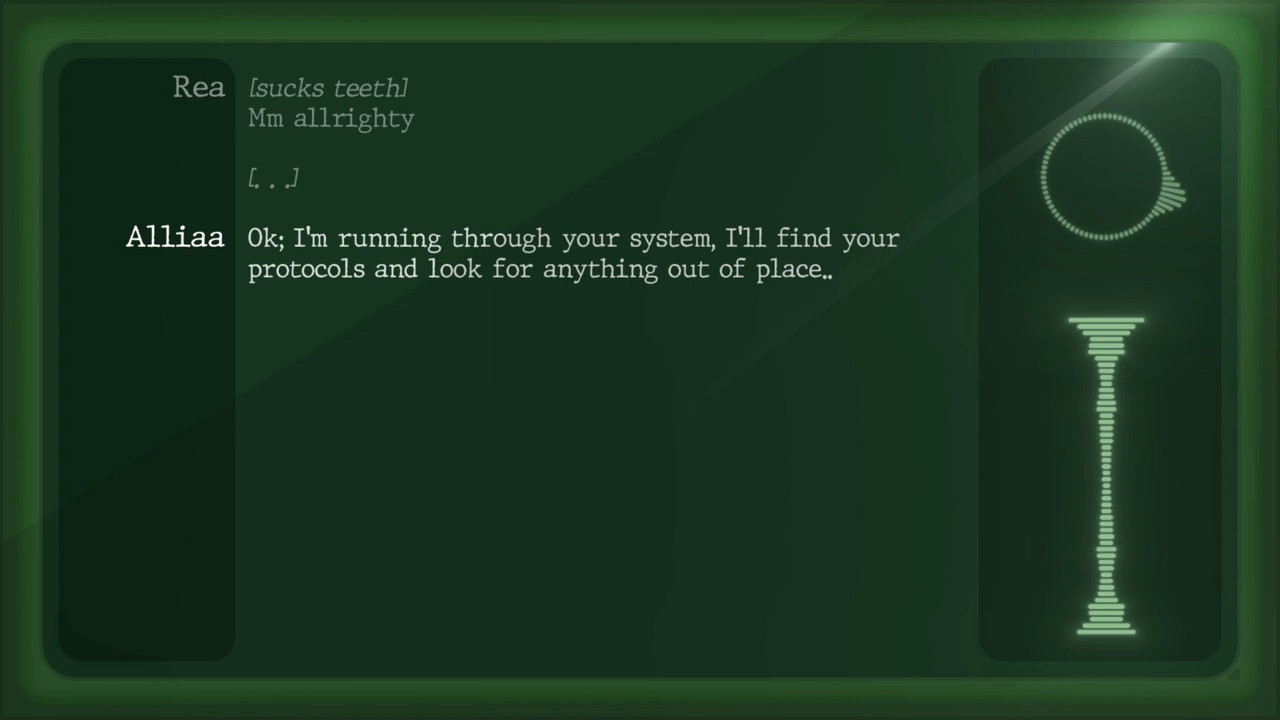 Rea [sucks teeth]
Mm allrighty
[...]
Alliaa Ok; I'm running through your system, I'll find your
protocols and look for anything out of place..